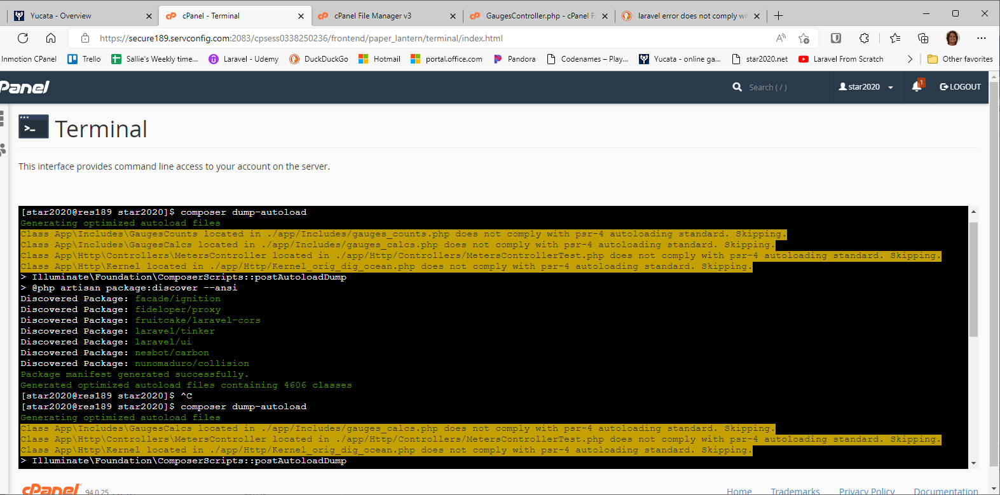 Yucata - Overview
cPanel - Terminal
cPanel File Manager v3
GaugesController.php - cPanel F
laravel error does not comply wi
https://secure189.servconfig.com:2083/cpsess0338250236/frontend/paper_lantern/terminal/index.html
Inmotion CPanel
Trello
Sallie's Weekly time...
Laravel - Udemy
DuckDuckGo
Hotmail
portal.office.com
Pandora
Codenames – Play...
Yucata - online ga...
star2020.net
Laravel From Scratch
Other favorites
Panel
Search ( / )
star2020
1
LOGOUT
>_ Terminal
This interface provides command line access to your account on the server.
[star2020@res189 star2020]$ composer dump-autoload
Generating optimized autoload files
Class App\Includes\GaugesCounts located in ./app/Includes/gauges_counts.php does not comply with psr-4 autoloading standard. Skipping.
Class App\Includes\GaugesCalcs located in ./app/Includes/gauges_calcs.php does not comply with psr-4 autoloading standard. Skipping.
Class App\Http\Controllers\MetersController located in ./app/Http/Controllers/MetersControllerTest.php does not comply with psr-4 autoloading standard. Skipping.
Class App\Http\Kernel located in ./app/Http/Kernel_orig_dig_ocean.php does not comply with psr-4 autoloading standard. Skipping.
> Illuminate\Foundation\ComposerScripts::postAutoloadDump
> @php artisan package:discover --ansi
Discovered Package: facade/ignition
Discovered Package: fideloper/proxy
Discovered Package: fruitcake/laravel-cors
Discovered Package: laravel/tinker
Discovered Package: laravel/ui
Discovered Package: nesbot/carbon
Discovered Package: nunomaduro/collision
Package manifest generated successfully.
Generated optimized autoload files containing 4606 classes
[star2020@res189 star2020]$ ^C
[star2020@res189 star2020]$ composer dump-autoload
Generating optimized autoload files
Class App\Includes\GaugesCalcs located in ./app/Includes/gauges_calcs.php does not comply with psr-4 autoloading standard. Skipping.
Class App\Http\Controllers\MetersController located in ./app/Http/Controllers/MetersControllerTest.php does not comply with psr-4 autoloading standard. Skipping.
Class App\Http\Kernel located in ./app/Http/Kernel_orig_dig_ocean.php does not comply with psr-4 autoloading standard. Skipping.
> Illuminate\Foundation\ComposerScripts::postAutoloadDump
cPanel 94.0.25
Home
Trademarks
Privacy Policy
Documentation